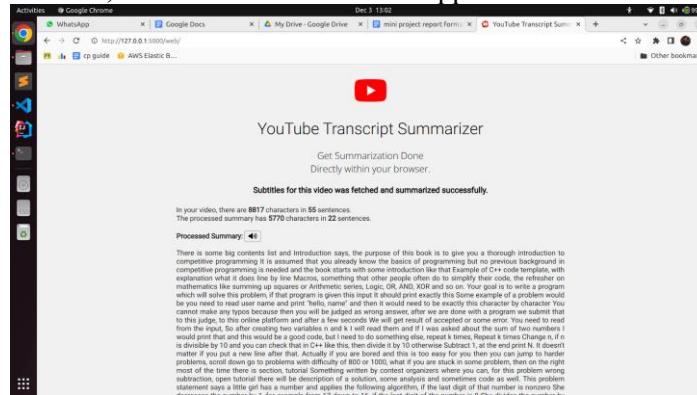 Activities
Google Chrome
Dec 3 13:02
WhatsApp
Google Docs
My Drive - Google Drive
mini project report form
YouTube Transcript Summ
http://127.0.0.1:5000/web/
cp guide
AWS Elastic B...
Other bookma
YouTube Transcript Summarizer
Get Summarization Done
Directly within your browser.
Subtitles for this video was fetched and summarized successfully.
In your video, there are 8817 characters in 55 sentences.
The processed summary has 5770 characters in 22 sentences.
Processed Summary:
There is some big contents list and Introduction says, the purpose of this book is to give you a thorough introduction to
competitive programming It is assumed that you already know the basics of programming but no previous background in
competitive programming is needed and the book starts with some introduction like that Example of C++ code template, with
explanation what it does line by line Macros, something that other people often do to simplify their code, the refresher on
mathematics like summing up squares or Arithmetic series, Logic, OR, AND, XOR and so on. Your goal is to write a program
which will solve this problem, if that program is given this input It should print exactly this Some example of a problem would
be you need to read user name and print "hello, name" and then it would need to be exactly this character by character You
cannot make any typos because then you will be judged as wrong answer, after we are done with a program we submit that
to this judge, to this online platform and after a few seconds We will get result of accepted or some error. You need to read
from the input, So after creating two variables n and k I will read them and If I was asked about the sum of two numbers I
would print that and this would be a good code, but I need to do something else, repeat k times, Repeat k times Change n, if n
is divisible by 10 and you can check that in C++ like this, then divide it by 10 otherwise Subtract 1, at the end print N. It doesn't
matter if you put a new line after that. Actually if you are bored and this is too easy for you then you can jump to harder
problems, scroll down go to problems with difficulty of 800 or 1000, what if you are stuck in some problem, then on the right
most of the time there is section, tutorial Something written by contest organizers where you can, for this problem wrong
subtraction, open tutorial there will be description of a solution, some analysis and sometimes code as well. This problem
statement says a little girl has a number and applies the following algorithm, if the last digit of that number is nonzero She